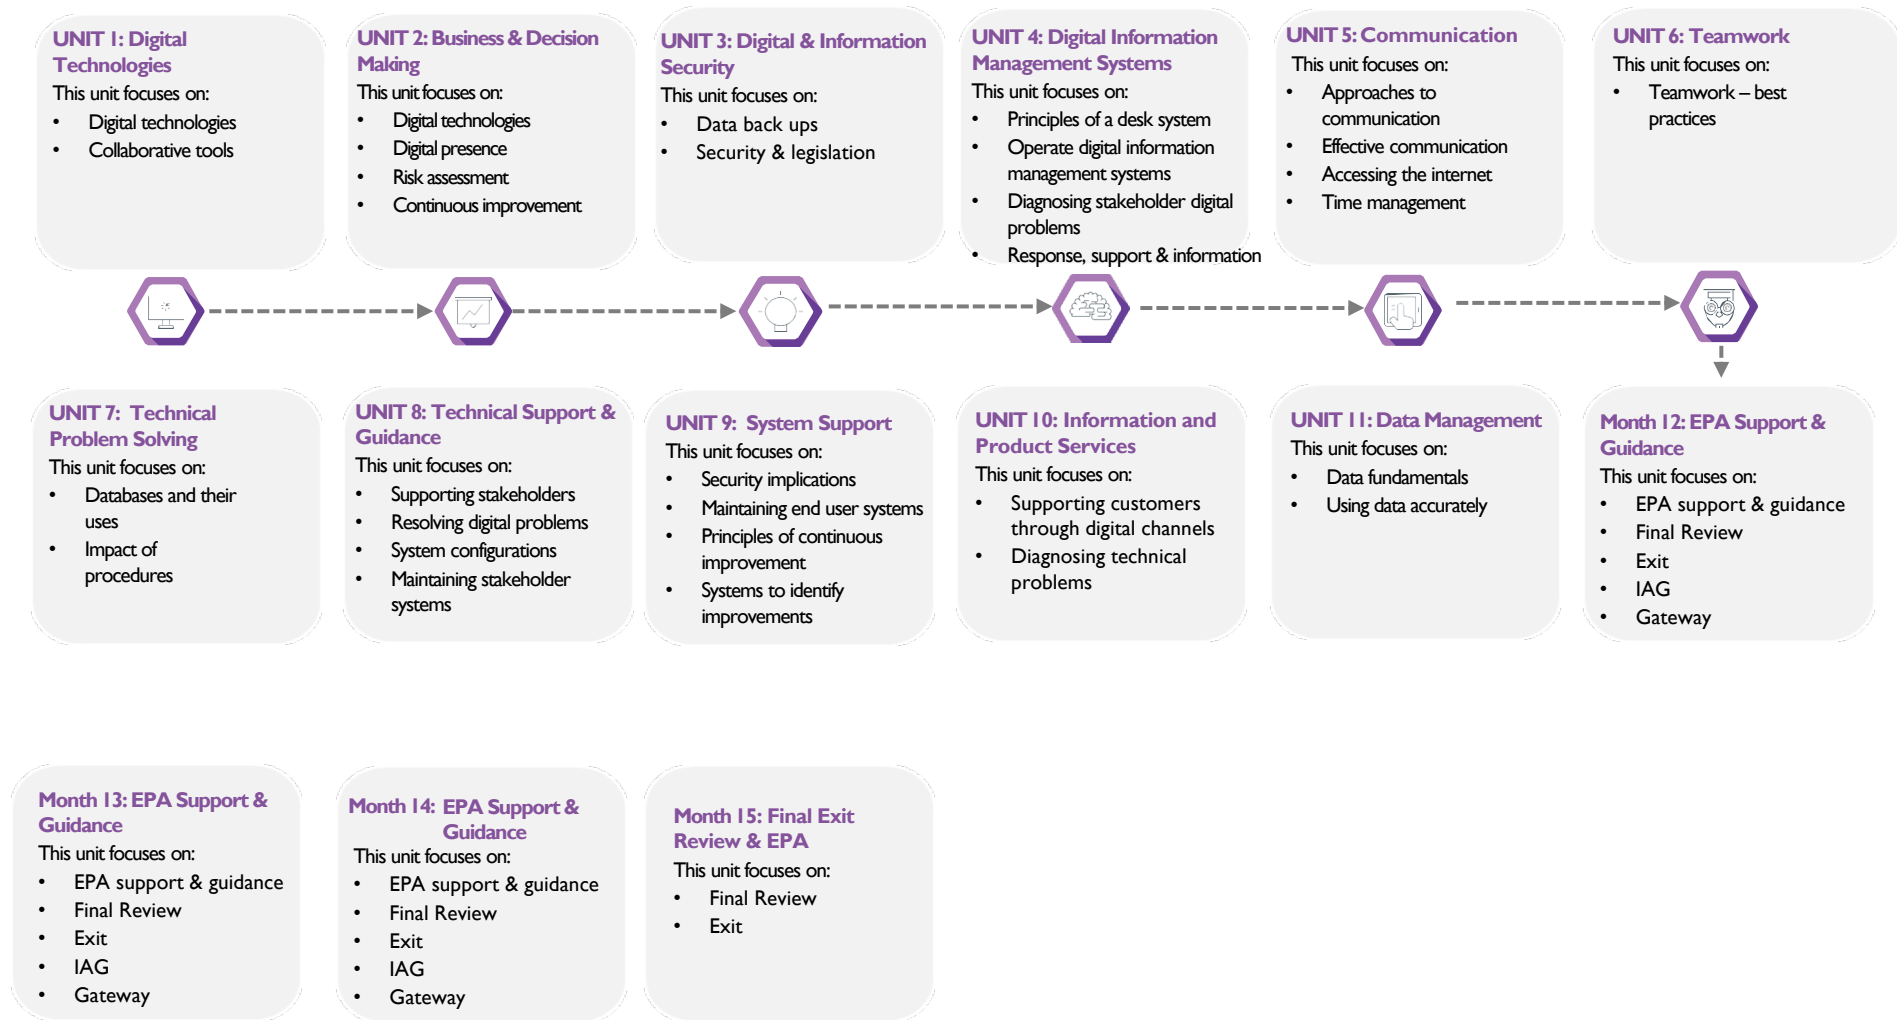 UNIT 1: Digital
Technologies
This unit focuses on:
• Digital technologies
• Collaborative tools
UNIT 2: Business & Decision
Making
This unit focuses on:
• Digital technologies
• Digital presence
• Risk assessment
• Continuous improvement
UNIT 3: Digital & Information
Security
This unit focuses on:
• Data back ups
• Security & legislation
UNIT 4: Digital Information
Management Systems
This unit focuses on:
• Principles of a desk system
• Operate digital information
management systems
• Diagnosing stakeholder digital
problems
• Response, support & information
UNIT 5: Communication
This unit focuses on:
• Approaches to
communication
• Effective communication
• Accessing the internet
• Time management
UNIT 6: Teamwork
This unit focuses on:
• Teamwork – best
practices
UNIT 7: Technical
Problem Solving
This unit focuses on:
• Databases and their
uses
• Impact of
procedures
UNIT 8: Technical Support &
Guidance
This unit focuses on:
• Supporting stakeholders
• Resolving digital problems
• System configurations
• Maintaining stakeholder
systems
UNIT 9: System Support
This unit focuses on:
• Security implications
• Maintaining end user systems
• Principles of continuous
improvement
• Systems to identify
improvements
UNIT 10: Information and
Product Services
This unit focuses on:
• Supporting customers
through digital channels
• Diagnosing technical
problems
UNIT 11: Data Management
This unit focuses on:
• Data fundamentals
• Using data accurately
Month 12: EPA Support &
Guidance
This unit focuses on:
• EPA support & guidance
• Final Review
• Exit
• IAG
• Gateway
Month 13: EPA Support &
Guidance
This unit focuses on:
• EPA support & guidance
• Final Review
• Exit
• IAG
• Gateway
Month 14: EPA Support &
Guidance
This unit focuses on:
• EPA support & guidance
• Final Review
• Exit
• IAG
• Gateway
Month 15: Final Exit
Review & EPA
This unit focuses on:
• Final Review
• Exit